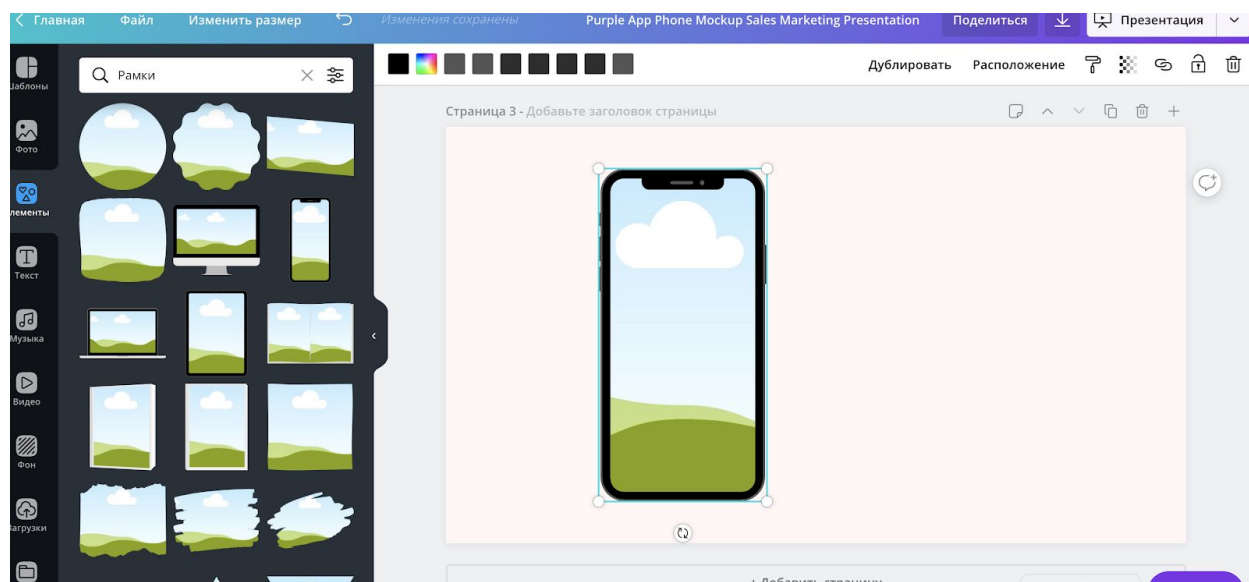 Главная Файл Изменить размер Изменения сохранены Purple App Phone Mockup Sales Marketing Presentation Поделиться Презентация
Рамки
Дублировать Расположение
Страница 3 - Добавьте заголовок страницы
Шаблоны
Фото
Элементы
Текст
Музыка
Видео
Фон
Загрузки
+ Добавить страницу